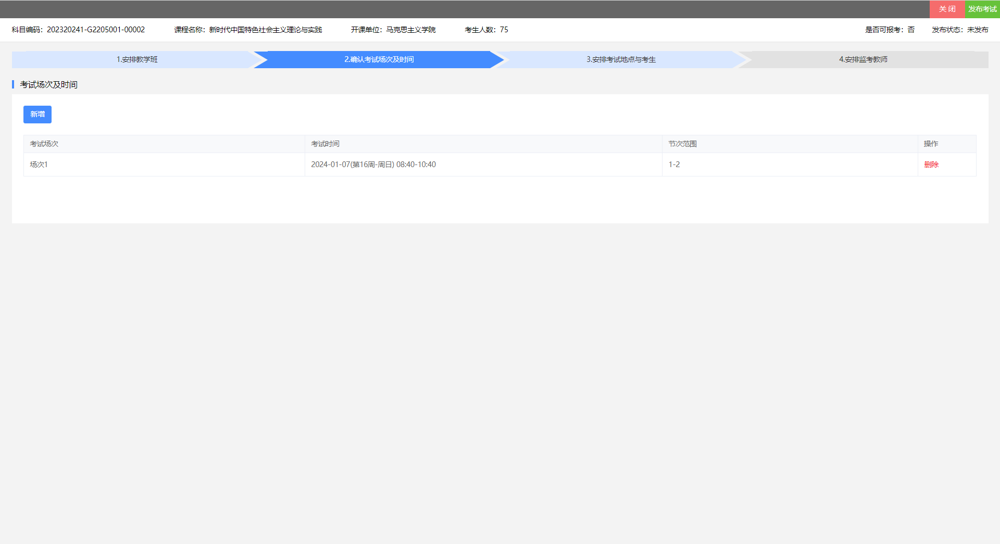 关 闭 发布考试
科目编码：202320241-G2205001-00002 课程名称：新时代中国特色社会主义理论与实践 开课单位：马克思主义学院 考生人数：75 是否可报考：否 发布状态：未发布
1.安排教学班 2.确认考试场次及时间 3.安排考试地点与考生 4.安排监考教师
考试场次及时间
新增
考试场次 考试时间 节次范围 操作
场次1 2024-01-07(第16周-周日) 08:40-10:40 1-2 删除